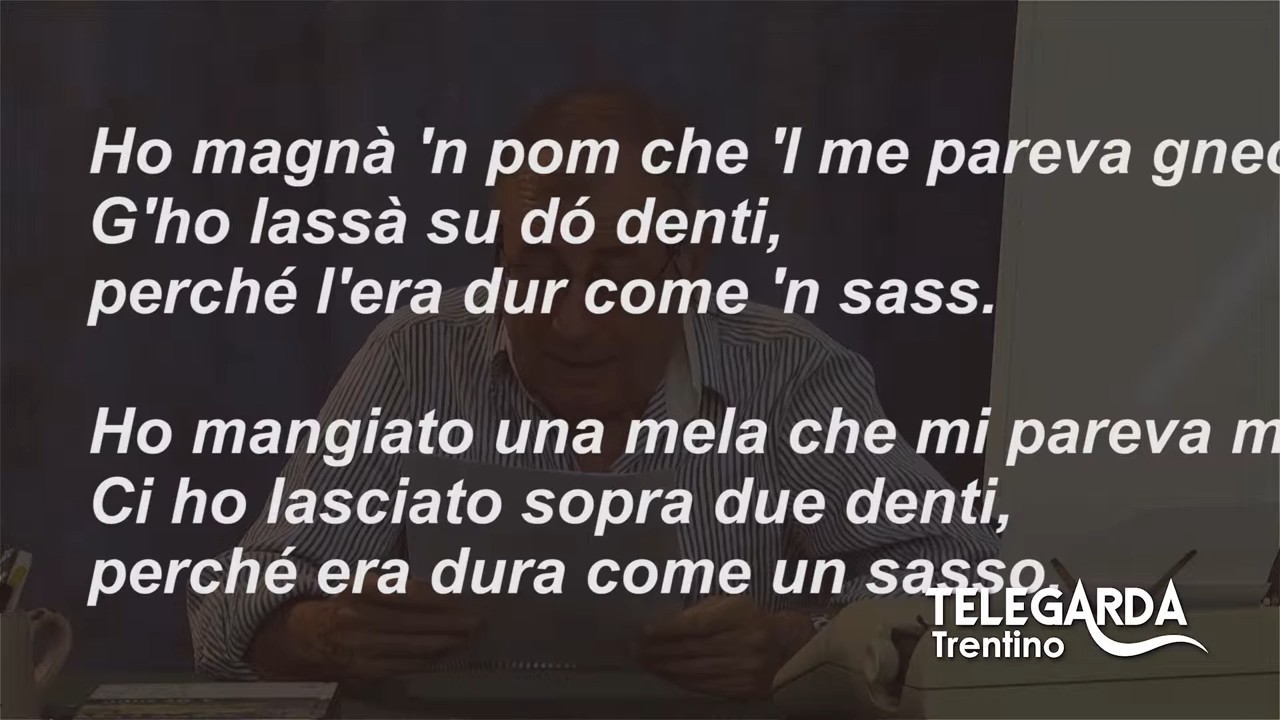 Ho magnà 'n pom che 'l me pareva
G'ho lassà su dó denti,
perché l'era dur come 'n sass.
Ho mangiato una mela che mi pareva
Ci ho lasciato sopra due denti,
perché era dura come un sasso.
TELEGARDA
Trentino